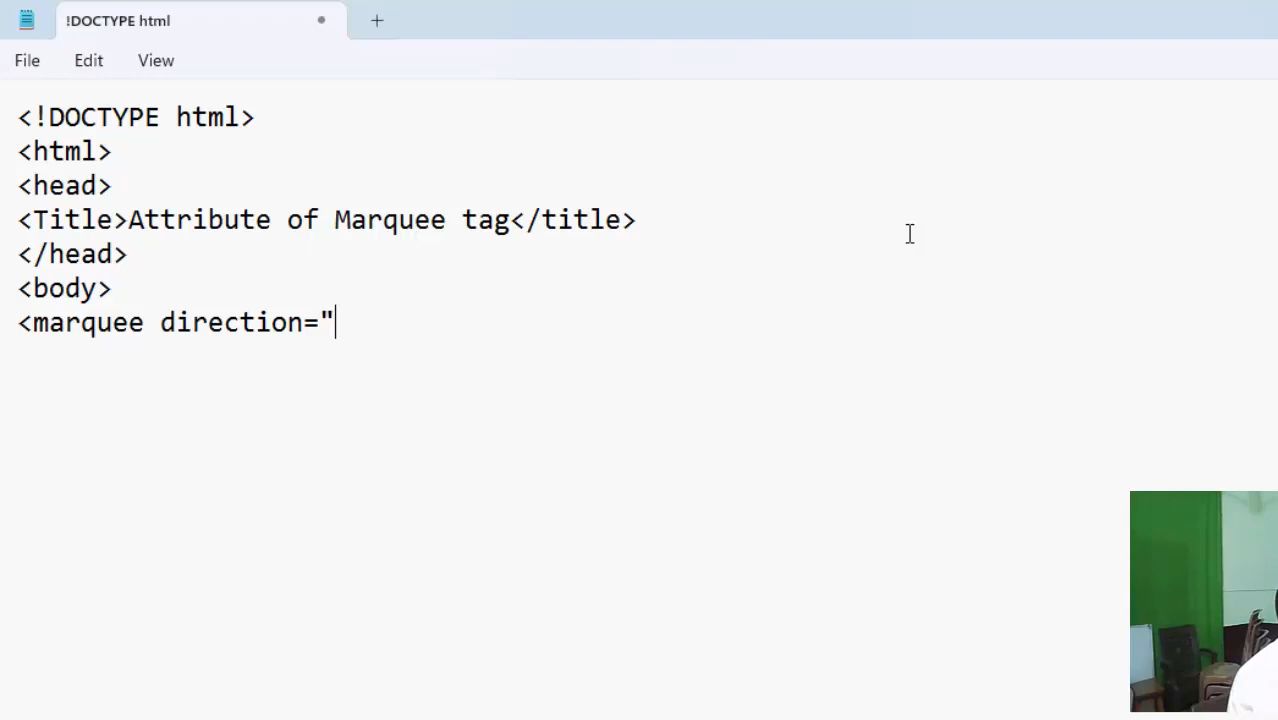 !DOCTYPE html
File Edit View
<!DOCTYPE html>
<html>
<head>
<Title>Attribute of Marquee tag</title>
</head>
<body>
<marquee direction="